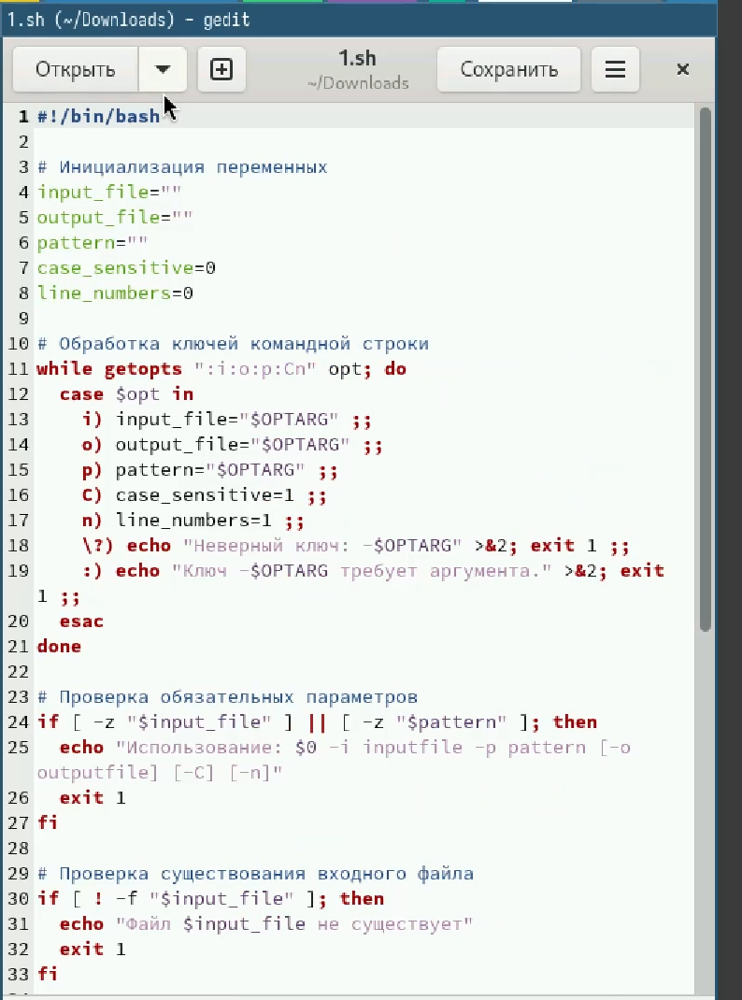 1.sh (~/Downloads) - gedit
Открыть
1.sh
~/Downloads
Сохранить
1 #!/bin/bash
2
3 # Инициализация переменных
4 input_file=""
5 output_file=""
6 pattern=""
7 case_sensitive=0
8 line_numbers=0
9
10 # Обработка ключей командной строки
11 while getopts ":i:o:p:Cn" opt; do
12   case $opt in
13     i) input_file="$OPTARG" ;;
14     o) output_file="$OPTARG" ;;
15     p) pattern="$OPTARG" ;;
16     C) case_sensitive=1 ;;
17     n) line_numbers=1 ;;
18     \?) echo "Неверный ключ: -$OPTARG" >&2; exit 1 ;;
19     :) echo "Ключ -$OPTARG требует аргумента." >&2; exit
1 ;;
20   esac
21 done
22
23 # Проверка обязательных параметров
24 if [ -z "$input_file" ] || [ -z "$pattern" ]; then
25   echo "Использование: $0 -i inputfile -p pattern [-o
outputfile] [-C] [-n]"
26   exit 1
27 fi
28
29 # Проверка существования входного файла
30 if [ ! -f "$input_file" ]; then
31   echo "Файл $input_file не существует"
32   exit 1
33 fi